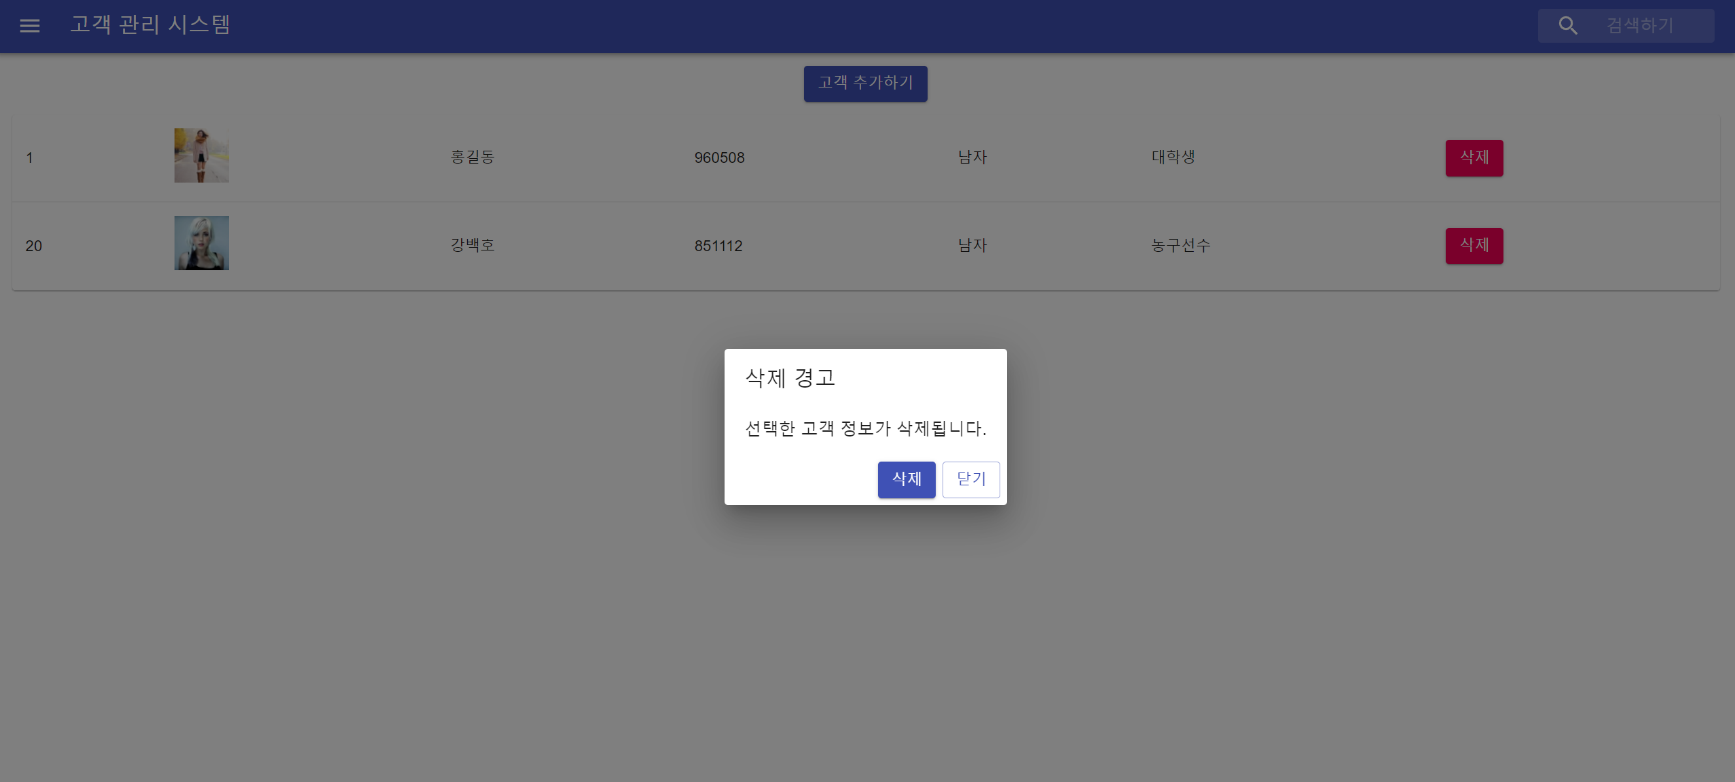 고객 관리 시스템
검색하기
고객 추가하기
1 홍길동 960508 남자 대학생 삭제
20 강백호 851112 남자 농구선수 삭제
삭제 경고
선택한 고객 정보가 삭제됩니다.
삭제 닫기